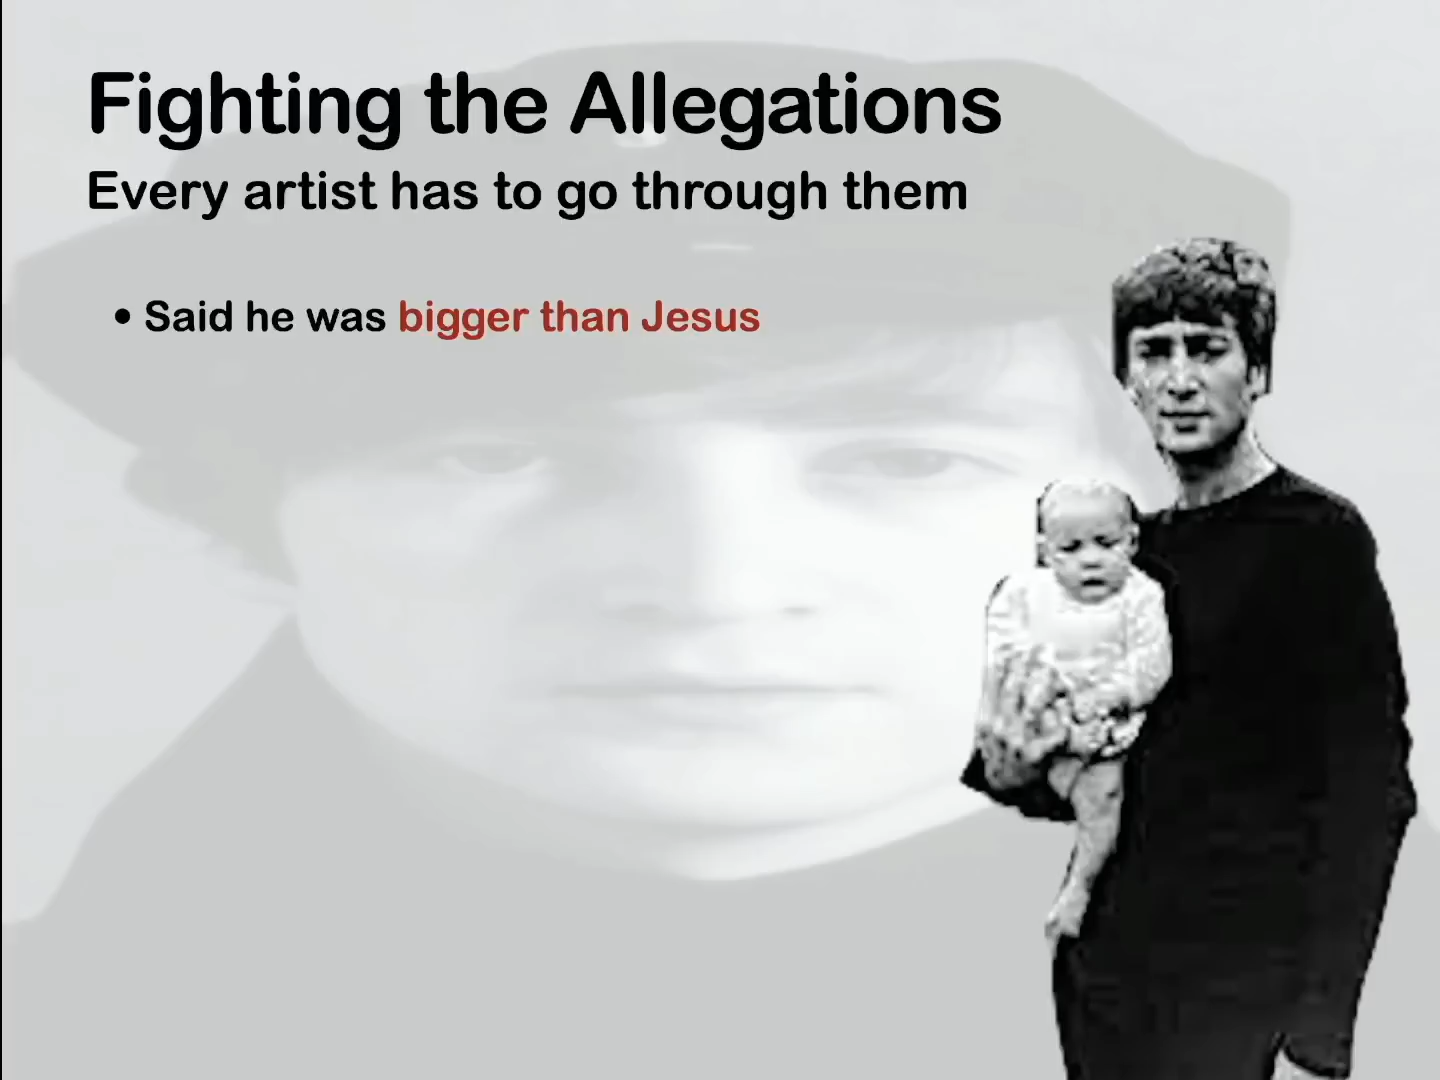 Fighting the Allegations
Every artist has to go through them
• Said he was bigger than Jesus